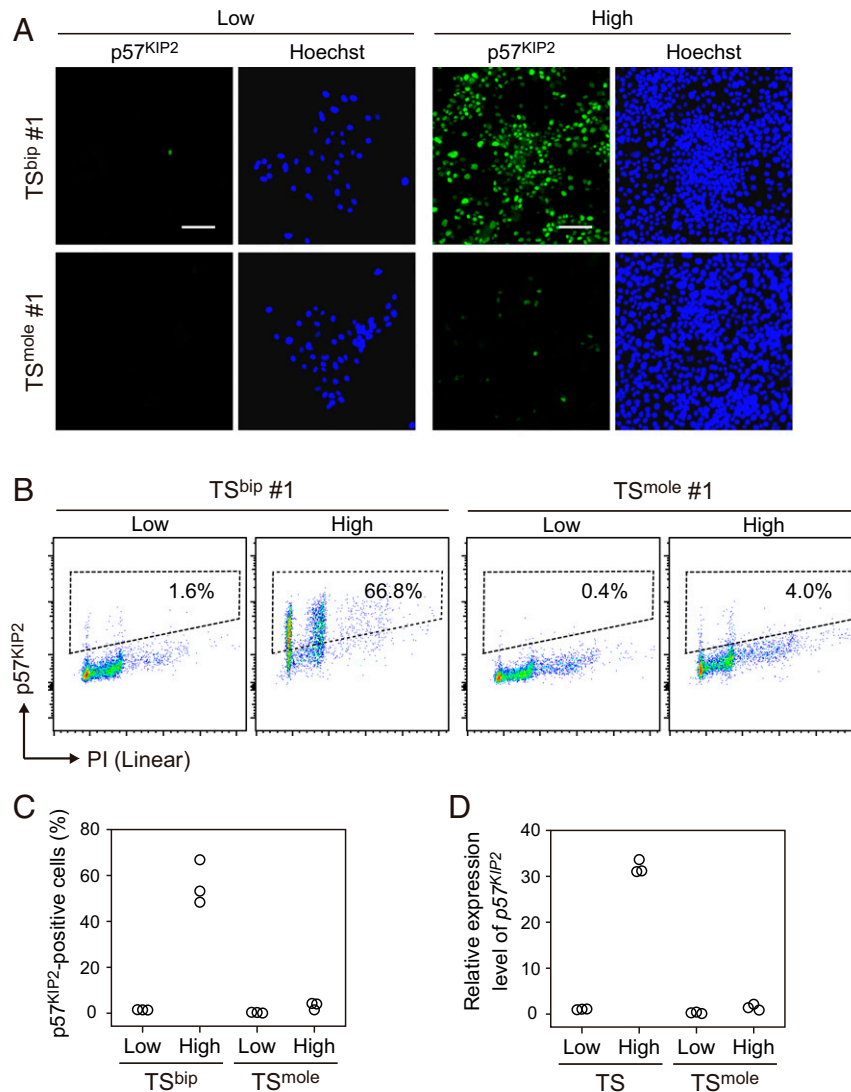 A
Low High
p57KIP2 Hoechst p57KIP2 Hoechst
TSbip #1
TSmole #1
B
TSbip #1 TSmole #1
Low High Low High
1.6% 66.8% 0.4% 4.0%
p57KIP2
PI (Linear)
C
p57KIP2-positive cells (%)
80
60
40
20
0
Low High Low High
TSbip TSmole
D
Relative expression
level of p57KIP2
40
30
20
10
0
Low High Low High
TS TSmole